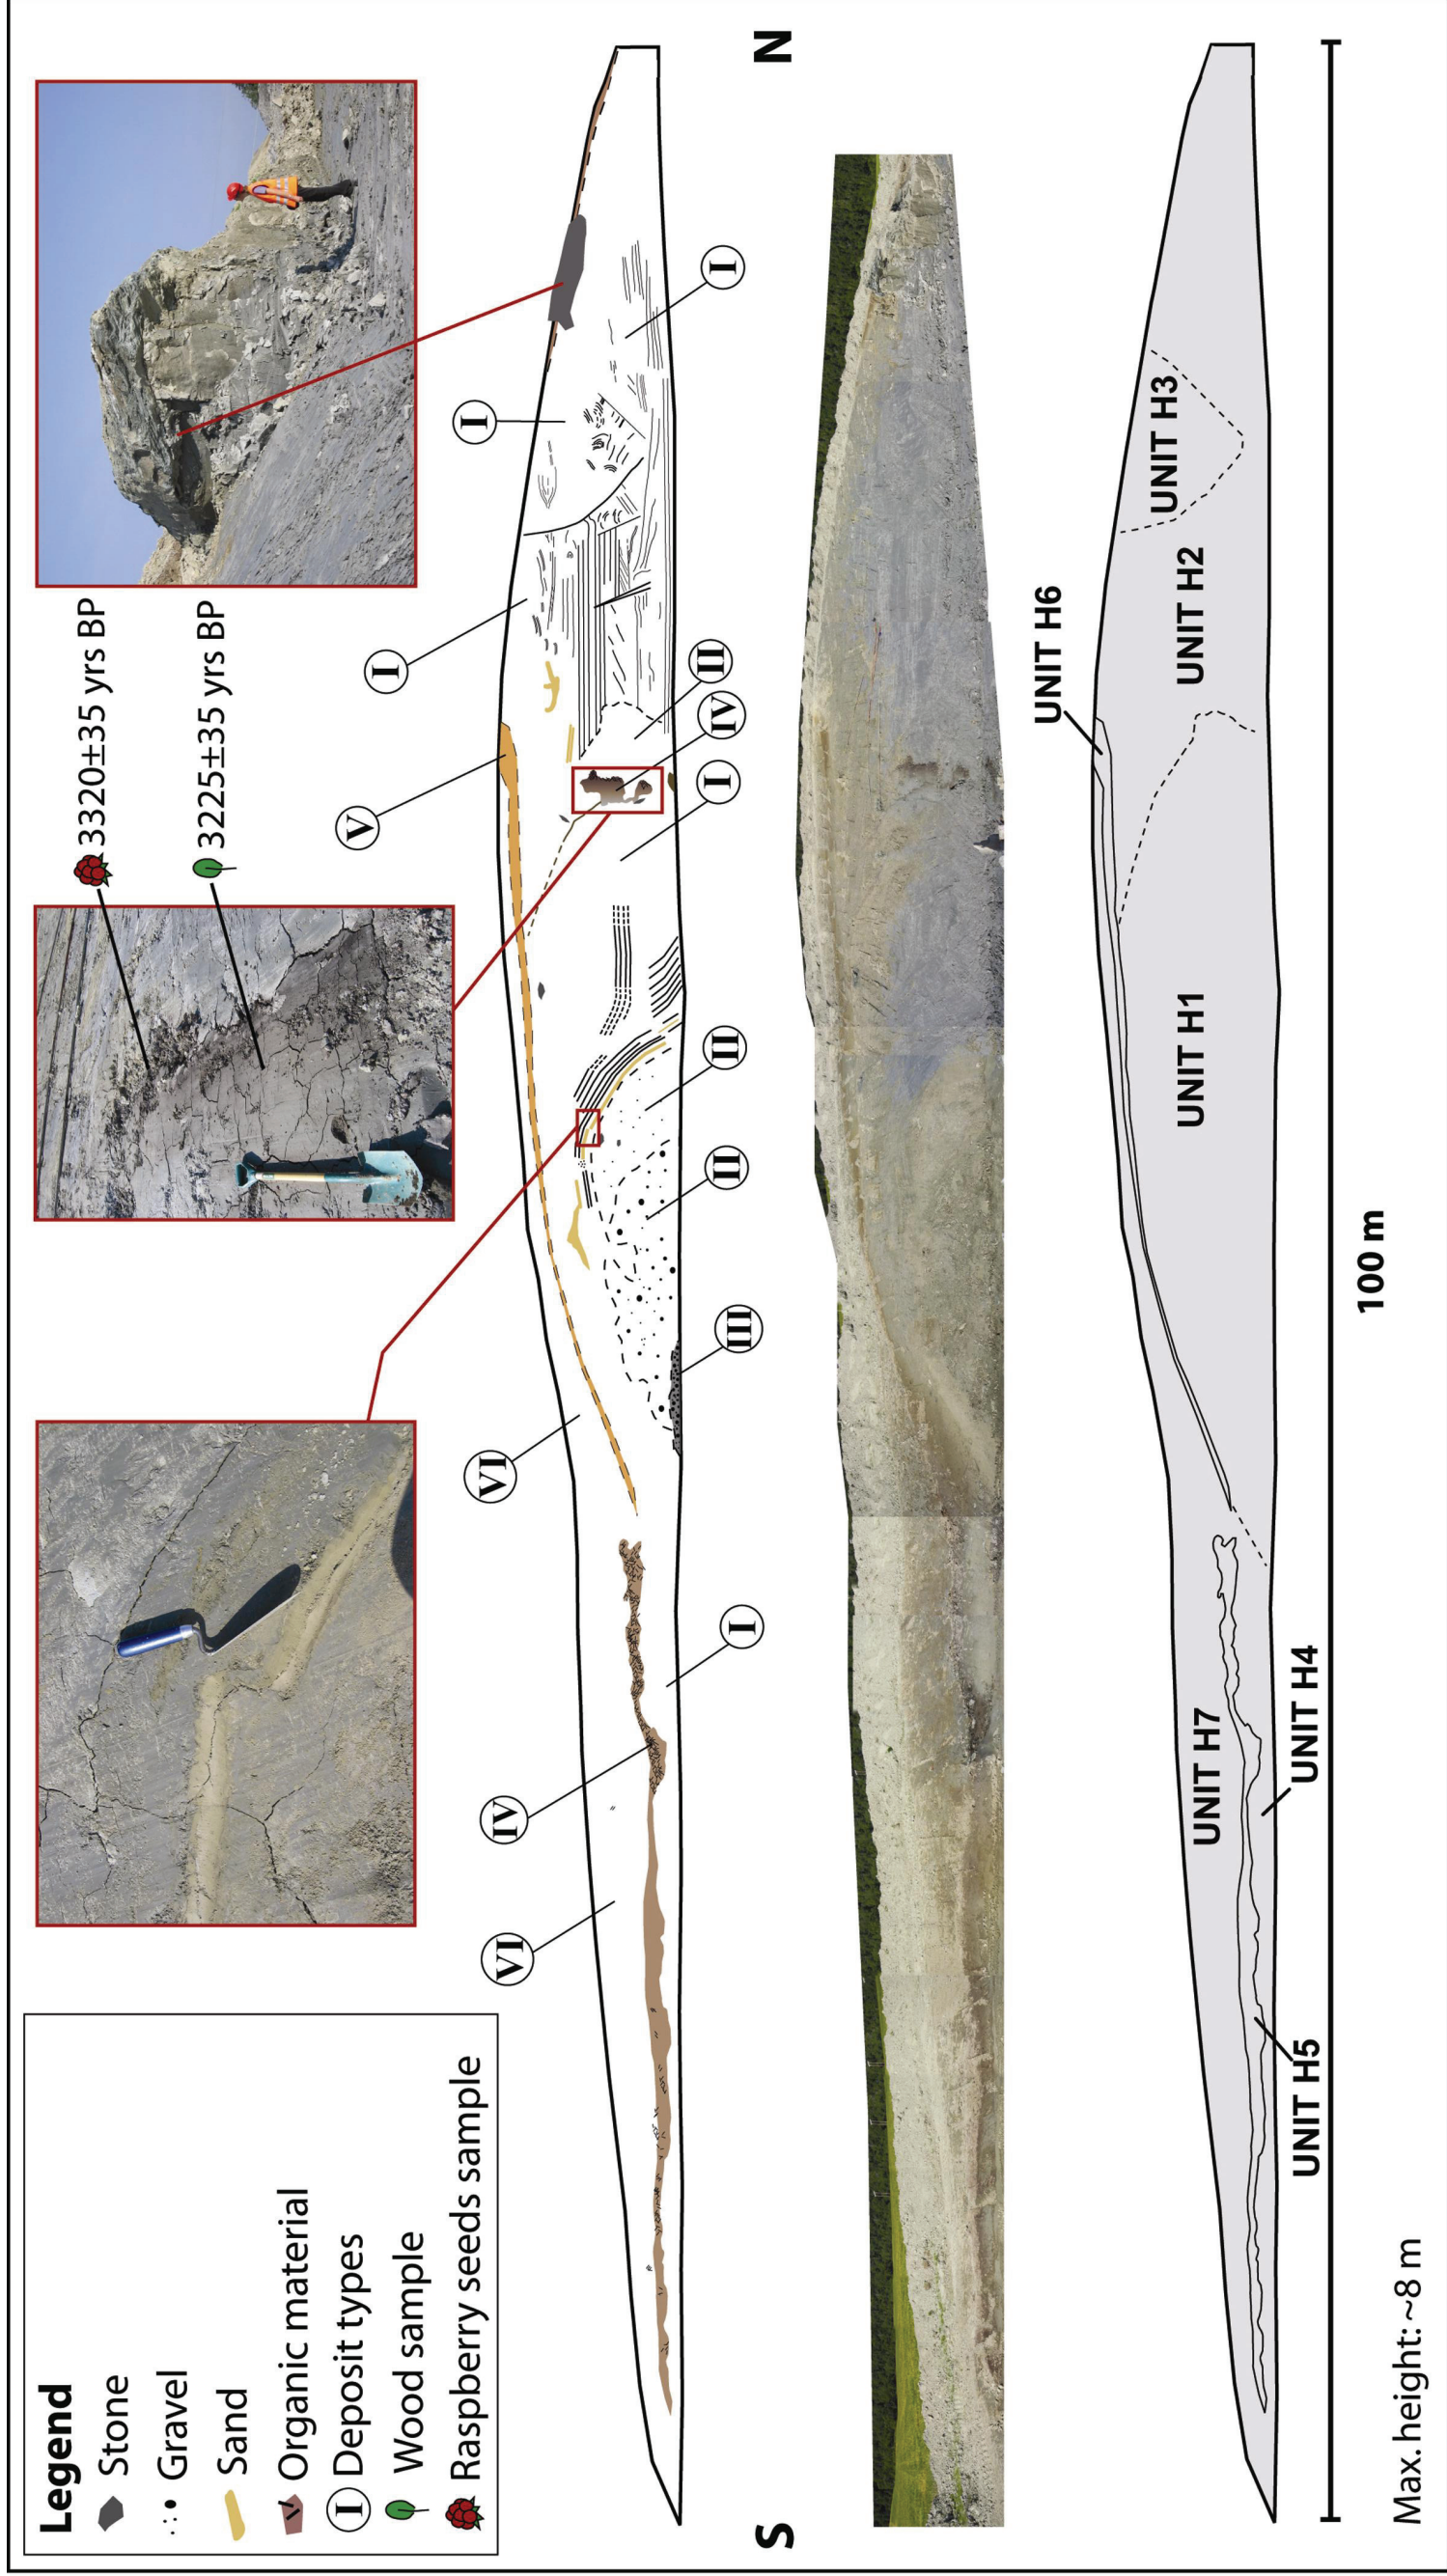 Legend
Stone
Gravel
Sand
Organic material
I Deposit types
Wood sample
Raspberry seeds sample
3320±35 yrs BP
3225±35 yrs BP
VI
IV
VI
V
I
I
I
III
II
II
I
IV
II
I
S
N
UNIT H6
UNIT H7
UNIT H1
UNIT H2
UNIT H3
UNIT H5
UNIT H4
100 m
Max. height: ~8 m